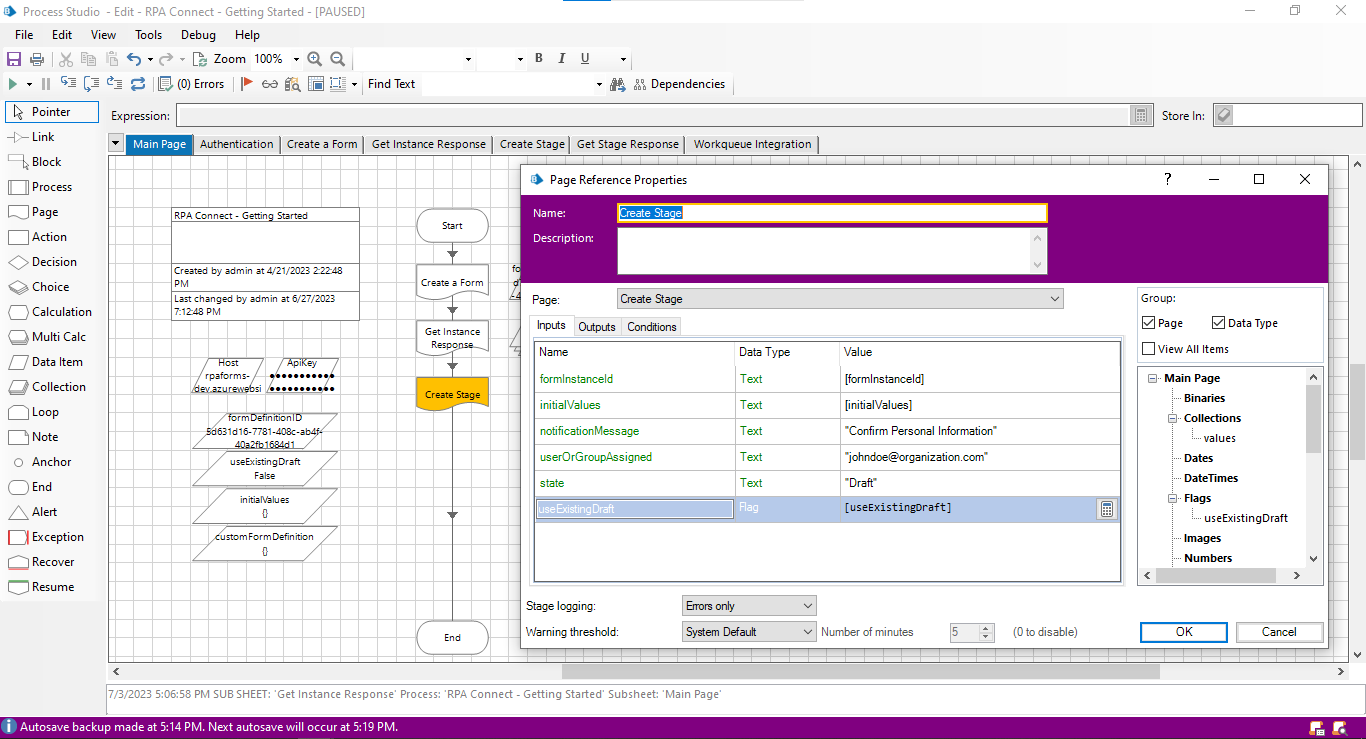 Process Studio - Edit - RPA Connect - Getting Started - [PAUSED]
File Edit View Tools Debug Help
Zoom 100% B I U
(0) Errors Find Text Dependencies
Pointer
Link
Block
Process
Page
Action
Decision
Choice
Calculation
Multi Calc
Data Item
Collection
Loop
Note
Anchor
End
Alert
Exception
Recover
Resume
Expression: Store In:
Main Page Authentication Create a Form Get Instance Response Create Stage Get Stage Response Workqueue Integration
RPA Connect - Getting Started
Created by admin at 4/21/2023 2:22:48
PM
Last changed by admin at 6/27/2023
7:12:48 PM
Host
rpaforms-
dev.azurewebsi
ApiKey
●●●●●●●●●●●
●●●●●●●●●●●
formDefinitionID
5d631d16-7781-408c-ab4f-
40a2fb1684d1
useExistingDraft
False
initialValues
{}
customFormDefinition
{}
Start
Create a Form
Get Instance
Response
Create Stage
End
fo
d
-4
Page Reference Properties
?
Name: Create Stage
Description:
Page: Create Stage
Inputs Outputs Conditions
Name Data Type Value
formInstanceId Text [formInstanceId]
initialValues Text [initialValues]
notificationMessage Text "Confirm Personal Information"
userOrGroupAssigned Text "johndoe@organization.com"
state Text "Draft"
useExistingDraft Flag [useExistingDraft]
Group:
Page Data Type
View All Items
Main Page
Binaries
Collections
values
Dates
DateTimes
Flags
useExistingDraft
Images
Numbers
Stage logging: Errors only
Warning threshold: System Default Number of minutes 5 (0 to disable)
OK Cancel
7/3/2023 5:06:58 PM SUB SHEET: 'Get Instance Response' Process: 'RPA Connect - Getting Started' Subsheet: 'Main Page'
Autosave backup made at 5:14 PM. Next autosave will occur at 5:19 PM.